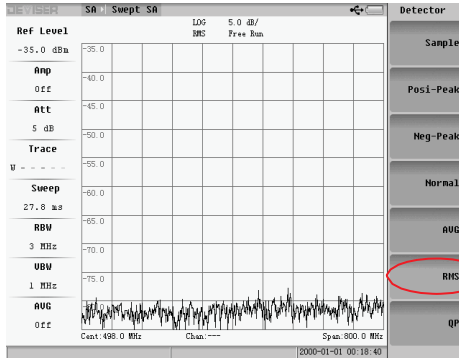 DEVISER SA Swept SA Detector
LOG 5.0 dB/
RMS Free Run
Ref Level
-35.0 dBm
Amp
Off
Att
5 dB
Trace
W - - - - -
Sweep
27.8 ms
RBW
3 MHz
VBW
1 MHz
AVG
Off
-35.0
-40.0
-45.0
-50.0
-55.0
-60.0
-65.0
-70.0
-75.0
Cent:498.0 MHz Chan:--- Span:800.0 MHz
2000-01-01 00:18:40
Sample
Posi-Peak
Neg-Peak
Normal
AVG
RMS
QP